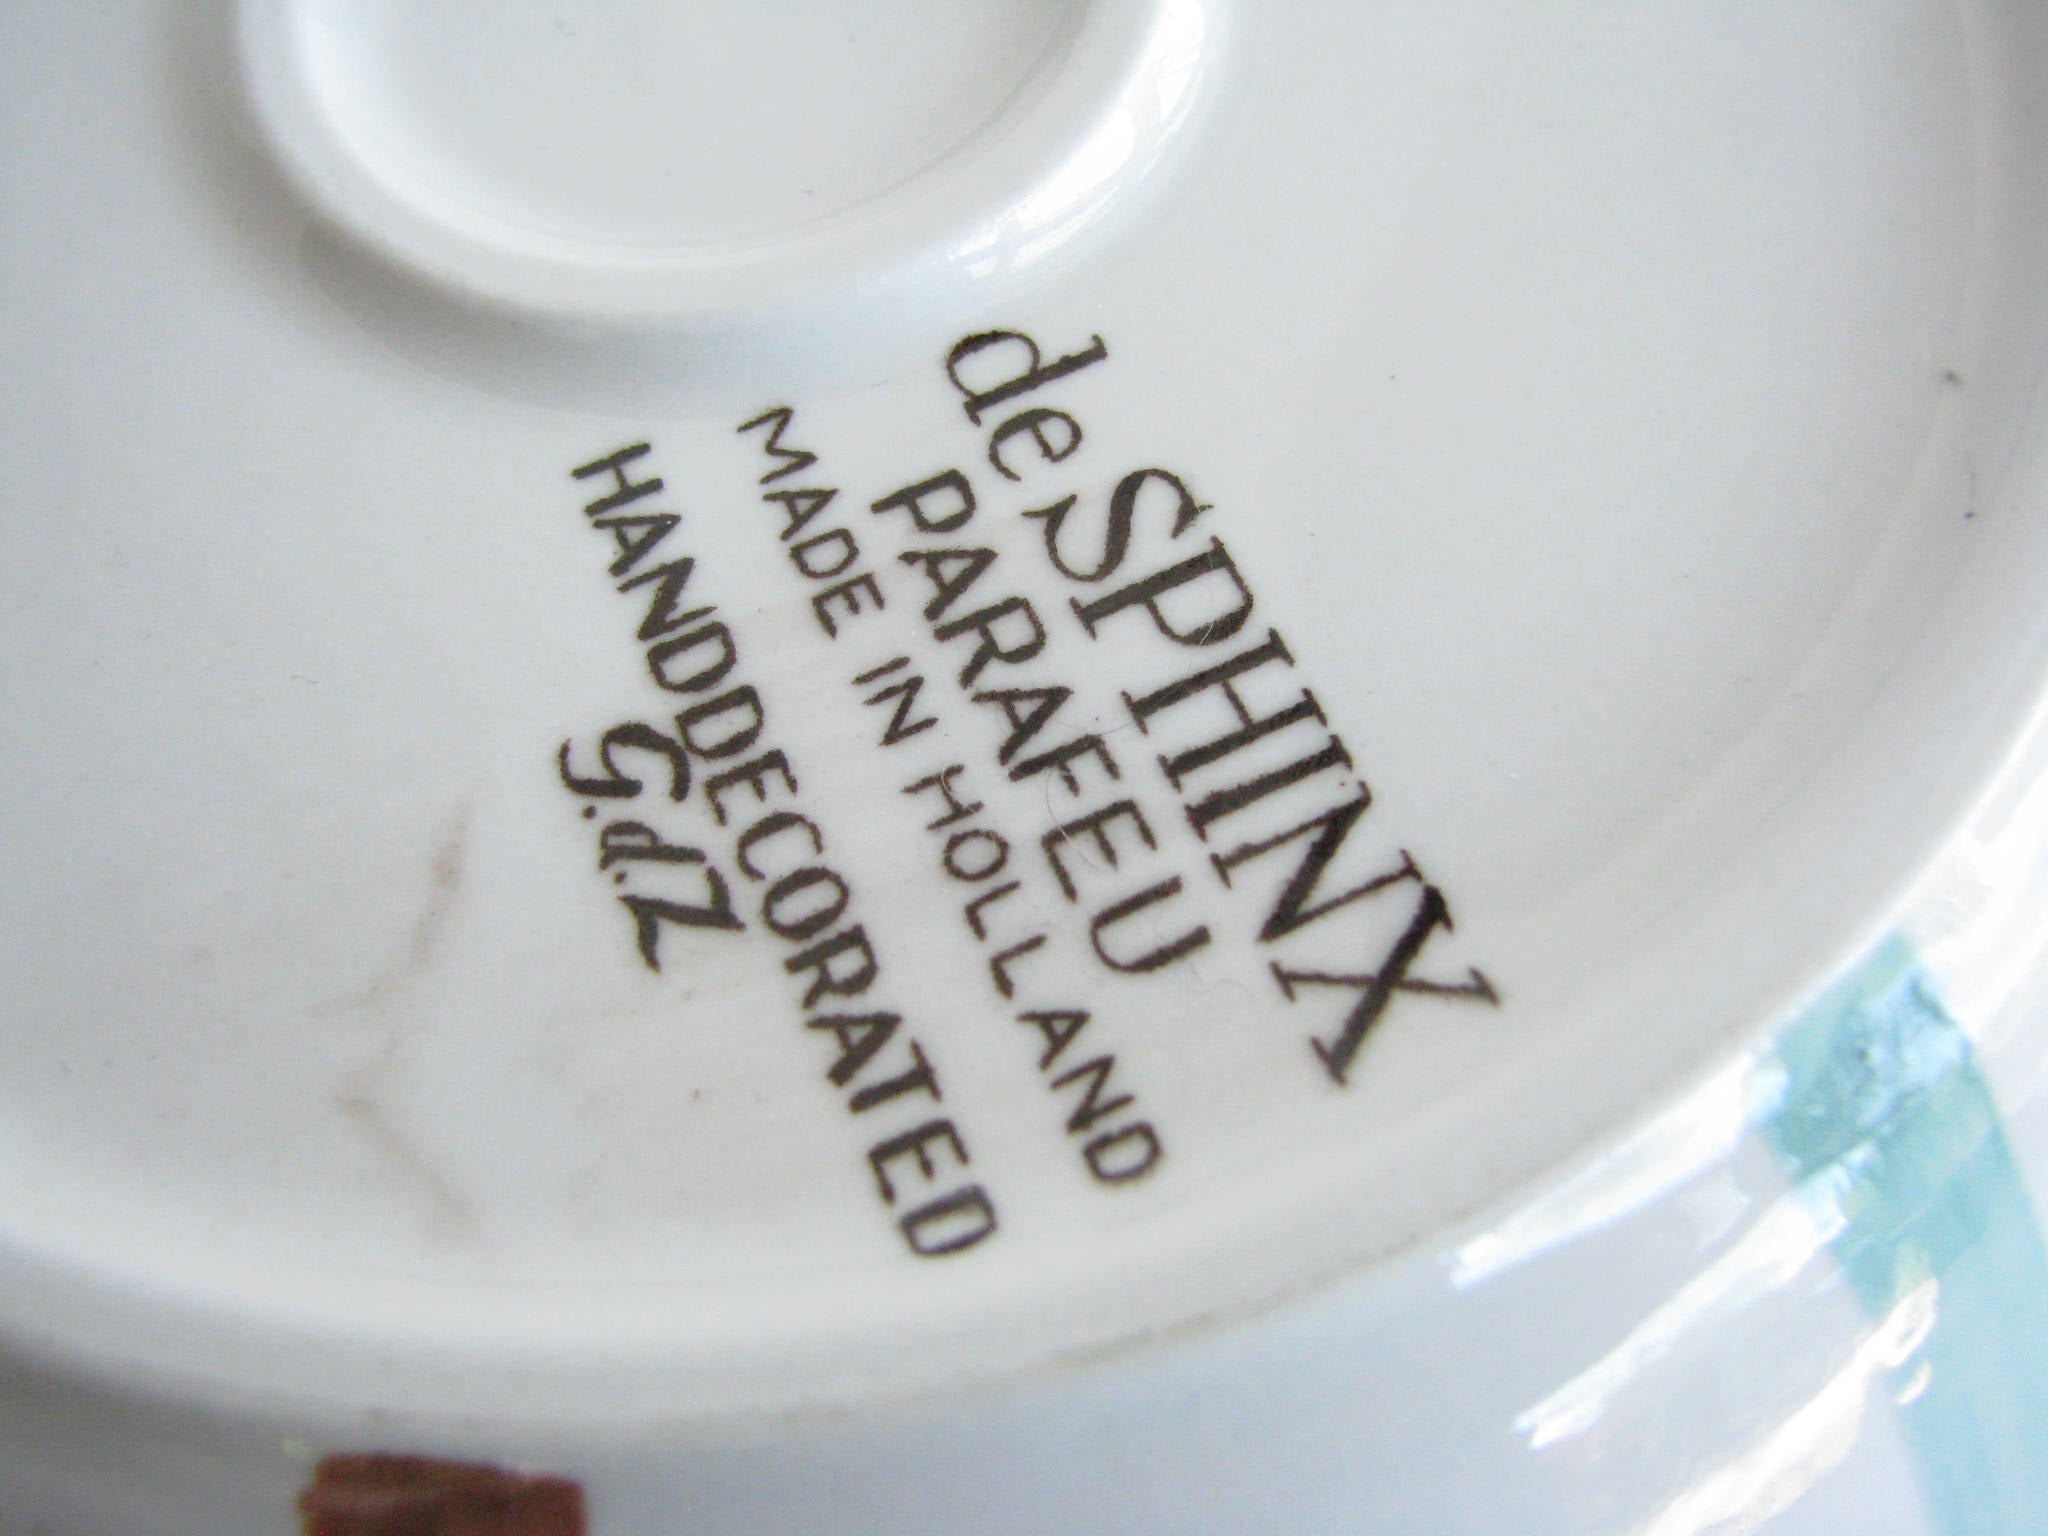 de SPHINX
PARAFEU
MADE IN HOLLAND
HANDDECORATED
g.d.Z